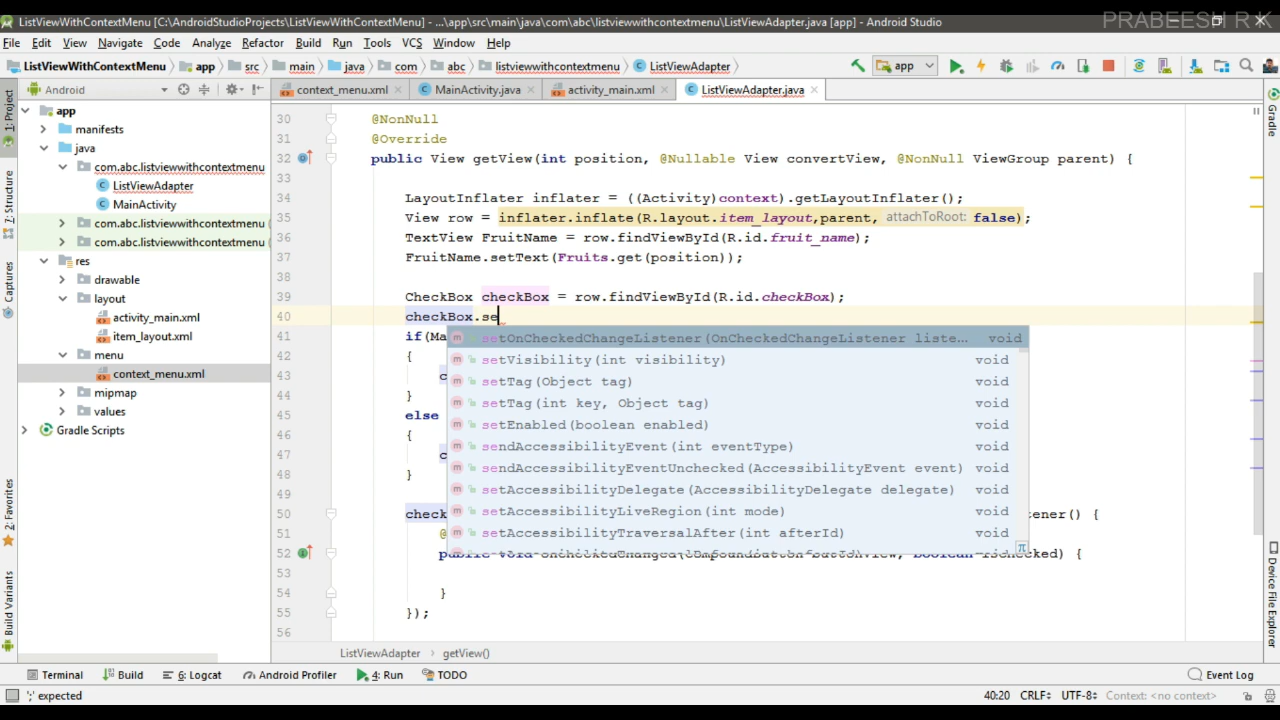 PRABEESH R K
ListViewWithContextMenu [C:\AndroidStudioProjects\ListViewWithContextMenu] - ...\app\src\main\java\com\abc\listviewwithcontextmenu\ListViewAdapter.java [app] - Android Studio
File Edit View Navigate Code Analyze Refactor Build Run Tools VCS Window Help
ListViewWithContextMenu app src main java com abc listviewwithcontextmenu ListViewAdapter app
Android context_menu.xml MainActivity.java activity_main.xml ListViewAdapter.java
1: Project
7: Structure
Captures
2: Favorites
Build Variants
Gradle
Device File Explorer
app
manifests
java
com.abc.listviewwithcontextmenu
ListViewAdapter
MainActivity
com.abc.listviewwithcontextmenu
com.abc.listviewwithcontextmenu
res
drawable
layout
activity_main.xml
item_layout.xml
menu
context_menu.xml
mipmap
values
Gradle Scripts
30 @NonNull
31 @Override
32 public View getView(int position, @Nullable View convertView, @NonNull ViewGroup parent) {
33
34 LayoutInflater inflater = ((Activity)context).getLayoutInflater();
35 View row = inflater.inflate(R.layout.item_layout,parent, attachToRoot: false);
36 TextView FruitName = row.findViewById(R.id.fruit_name);
37 FruitName.setText(Fruits.get(position));
38
39 CheckBox checkBox = row.findViewById(R.id.checkBox);
40 checkBox.se
41 if(Ma
42 {
43 c
44 }
45 else
46 {
47 c
48 }
49
50 check tener() {
51 @
52 public void onCheckedChanged(CompoundButton buttonView, boolean isChecked) {
53
54 }
55 });
56
setOnCheckedChangeListener(OnCheckedChangeListener liste... void
setVisibility(int visibility) void
setTag(Object tag) void
setTag(int key, Object tag) void
setEnabled(boolean enabled) void
sendAccessibilityEvent(int eventType) void
sendAccessibilityEventUnchecked(AccessibilityEvent event) void
setAccessibilityDelegate(AccessibilityDelegate delegate) void
setAccessibilityLiveRegion(int mode) void
setAccessibilityTraversalAfter(int afterId) void
π
ListViewAdapter getView()
Terminal Build 6: Logcat Android Profiler 4: Run TODO Event Log
';' expected 40:20 CRLF UTF-8 Context: <no context>